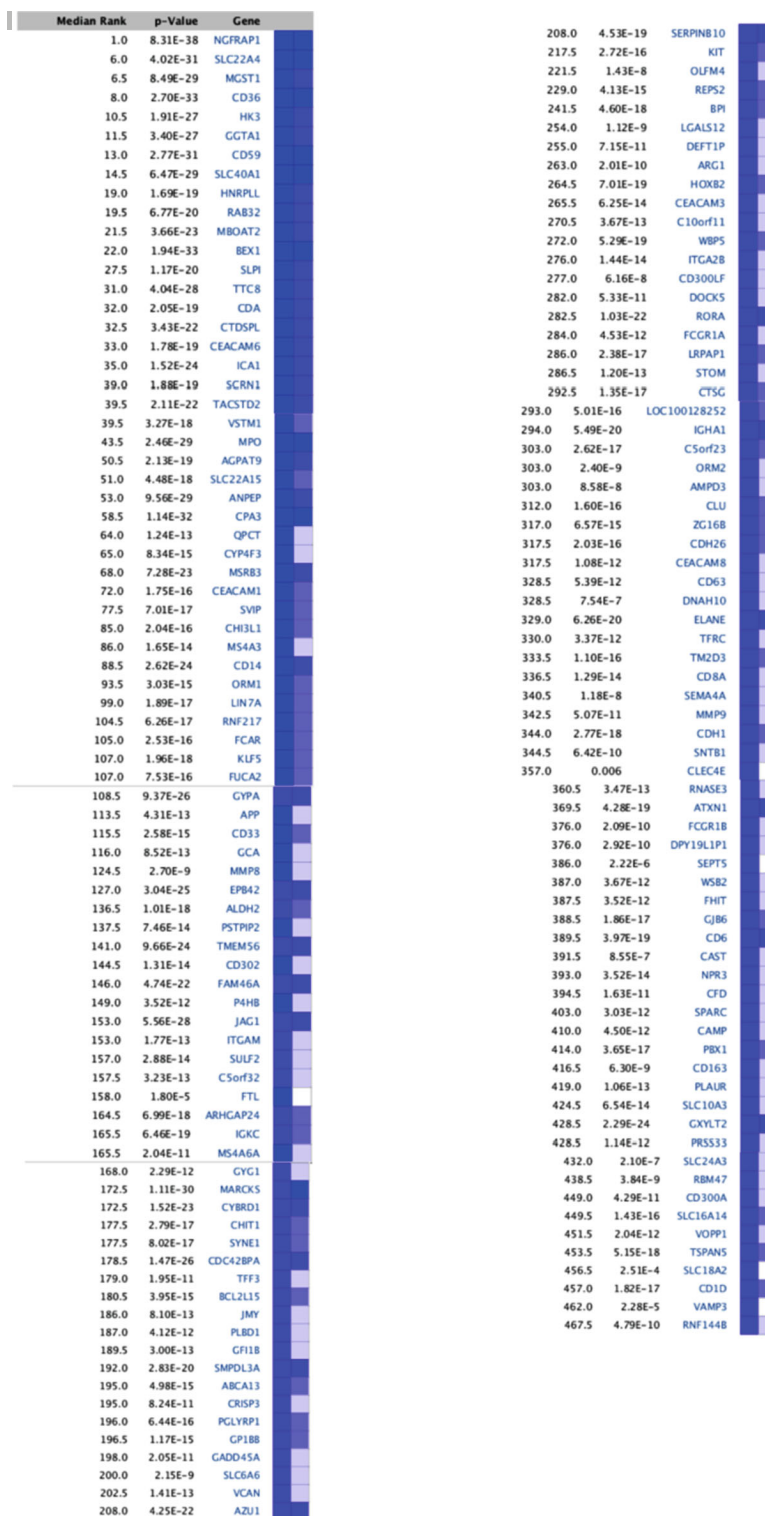 Median Rank p-Value Gene
1.0 8.31E-38 NGFRAP1
6.0 4.02E-31 SLC22A4
6.5 8.49E-29 MGST1
8.0 2.70E-33 CD36
10.5 1.91E-27 HK3
11.5 3.40E-27 GGTA1
13.0 2.77E-31 CD59
14.5 6.47E-29 SLC40A1
19.0 1.69E-19 HNRPLL
19.5 6.77E-20 RAB32
21.5 3.66E-23 MBOAT2
22.0 1.94E-33 BEX1
27.5 1.17E-20 SLPI
31.0 4.04E-28 TTC8
32.0 2.05E-19 CDA
32.5 3.43E-22 CTDSPL
33.0 1.78E-19 CEACAM6
35.0 1.52E-24 ICA1
39.0 1.88E-19 SCRN1
39.5 2.11E-22 TACSTD2
39.5 3.27E-18 VSTM1
43.5 2.46E-29 MPO
50.5 2.13E-19 AGPAT9
51.0 4.48E-18 SLC22A15
53.0 9.56E-29 ANPEP
58.5 1.14E-32 CPA3
64.0 1.24E-13 QPCT
65.0 8.34E-15 CYP4F3
68.0 7.28E-23 MSRB3
72.0 1.75E-16 CEACAM1
77.5 7.01E-17 SVIP
85.0 2.04E-16 CHI3L1
86.0 1.65E-14 MS4A3
88.5 2.62E-24 CD14
93.5 3.03E-15 ORM1
99.0 1.89E-17 LIN7A
104.5 6.26E-17 RNF217
105.0 2.53E-16 FCAR
107.0 1.96E-18 KLF5
107.0 7.53E-16 FUCA2
108.5 9.37E-26 GYPA
113.5 4.31E-13 APP
115.5 2.58E-15 CD33
116.0 8.52E-13 GCA
124.5 2.70E-9 MMP8
127.0 3.04E-25 EPB42
136.5 1.01E-18 ALDH2
137.5 7.46E-14 PSTPIP2
141.0 9.66E-24 TMEM56
144.5 1.31E-14 CD302
146.0 4.74E-22 FAM46A
149.0 3.52E-12 P4HB
153.0 5.56E-28 JAG1
153.0 1.77E-13 ITGAM
157.0 2.88E-14 SULF2
157.5 3.23E-13 C5orf32
158.0 1.80E-5 FTL
164.5 6.99E-18 ARHGAP24
165.5 6.46E-19 IGKC
165.5 2.04E-11 MS4A6A
168.0 2.29E-12 GYG1
172.5 1.11E-30 MARCKS
172.5 1.52E-23 CYBRD1
177.5 2.79E-17 CHIT1
177.5 8.02E-17 SYNE1
178.5 1.47E-26 CDC42BPA
179.0 1.95E-11 TFF3
180.5 3.95E-15 BCL2L15
186.0 8.10E-13 JMY
187.0 4.12E-12 PLBD1
189.5 3.00E-13 GFI1B
192.0 2.83E-20 SMPDL3A
195.0 4.98E-15 ABCA13
195.0 8.24E-11 CRISP3
196.0 6.44E-16 PGLYRP1
196.5 1.17E-15 GP1BB
198.0 2.05E-11 GADD45A
200.0 2.15E-9 SLC6A6
202.5 1.41E-13 VCAN
208.0 4.25E-22 AZU1
208.0 4.53E-19 SERPINB10
217.5 2.72E-16 KIT
221.5 1.43E-8 OLFM4
229.0 4.13E-15 REPS2
241.5 4.60E-18 BPI
254.0 1.12E-9 LGALS12
255.0 7.15E-11 DEFT1P
263.0 2.01E-10 ARG1
264.5 7.01E-19 HOXB2
265.5 6.25E-14 CEACAM3
270.5 3.67E-13 C10orf11
272.0 5.29E-19 WBP5
276.0 1.44E-14 ITGA2B
277.0 6.16E-8 CD300LF
282.0 5.33E-11 DOCK5
282.5 1.03E-22 RORA
284.0 4.53E-12 FCGR1A
286.0 2.38E-17 LRPAP1
286.5 1.20E-13 STOM
292.5 1.35E-17 CTSG
293.0 5.01E-16 LOC100128252
294.0 5.49E-20 IGHA1
303.0 2.62E-17 C5orf23
303.0 2.40E-9 ORM2
303.0 8.58E-8 AMPD3
312.0 1.60E-16 CLU
317.0 6.57E-15 ZG16B
317.5 2.03E-16 CDH26
317.5 1.08E-12 CEACAM8
328.5 5.39E-12 CD63
328.5 7.54E-7 DNAH10
329.0 6.26E-20 ELANE
330.0 3.37E-12 TFRC
333.5 1.10E-16 TM2D3
336.5 1.29E-14 CD8A
340.5 1.18E-8 SEMA4A
342.5 5.07E-11 MMP9
344.0 2.77E-18 CDH1
344.5 6.42E-10 SNTB1
357.0 0.006 CLEC4E
360.5 3.47E-13 RNASE3
369.5 4.28E-19 ATXN1
376.0 2.09E-10 FCGR1B
376.0 2.92E-10 DPY19L1P1
386.0 2.22E-6 SEPT5
387.0 3.67E-12 WSB2
387.5 3.52E-12 FHIT
388.5 1.86E-17 GJB6
389.5 3.97E-19 CD6
391.5 8.55E-7 CAST
393.0 3.52E-14 NPR3
394.5 1.63E-11 CFD
403.0 3.03E-12 SPARC
410.0 4.50E-12 CAMP
414.0 3.65E-17 PBX1
416.5 6.30E-9 CD163
419.0 1.06E-13 PLAUR
424.5 6.54E-14 SLC10A3
428.5 2.29E-24 GXYLT2
428.5 1.14E-12 PRSS33
432.0 2.10E-7 SLC24A3
438.5 3.84E-9 RBM47
449.0 4.29E-11 CD300A
449.5 1.43E-16 SLC16A14
451.5 2.04E-12 VOPP1
453.5 5.15E-18 TSPAN5
456.5 2.51E-4 SLC18A2
457.0 1.82E-17 CD1D
462.0 2.28E-5 VAMP3
467.5 4.79E-10 RNF144B